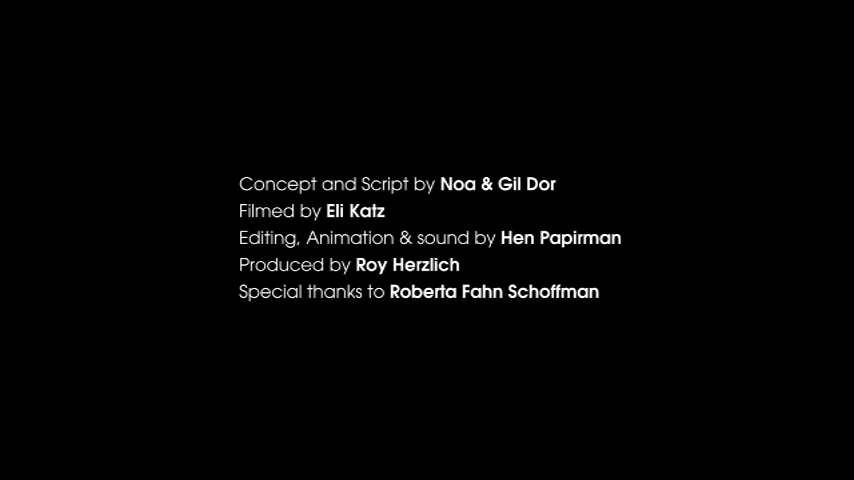 Concept and Script by Noa & Gil Dor
Filmed by Eli Katz
Editing, Animation & sound by Hen Papirman
Produced by Roy Herzlich
Special thanks to Roberta Fahn Schoffman